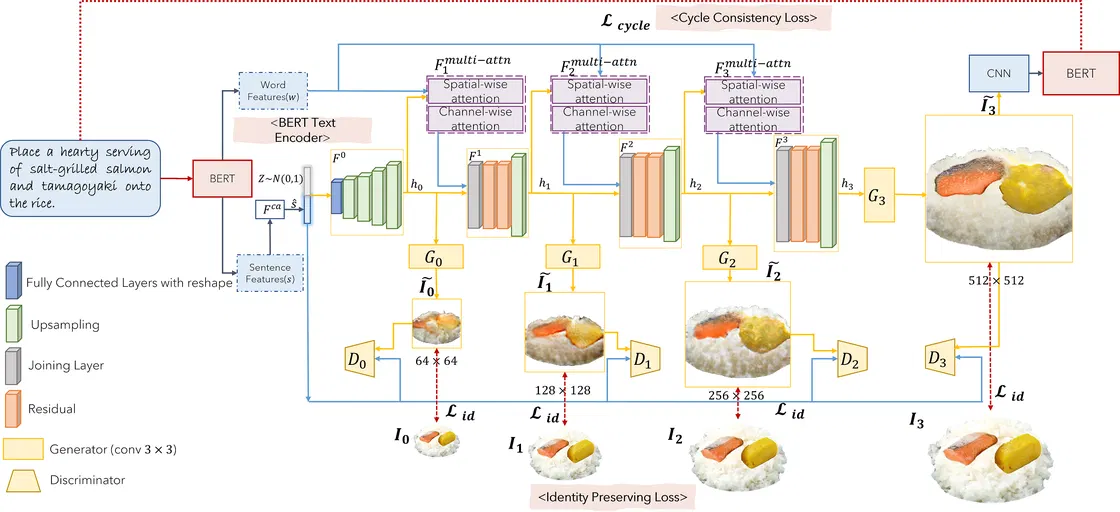 ℒ cycle <Cycle Consistency Loss>
F₁^multi-attn F₂^multi-attn F₃^multi-attn
CNN
BERT
Word
Features(w)
Spatial-wise
attention
Channel-wise
attention
Spatial-wise
attention
Channel-wise
attention
Spatial-wise
attention
Channel-wise
attention
Ĩ₃
<BERT Text
Encoder>
Place a hearty serving
of salt-grilled salmon
and tamagoyaki onto
the rice.
BERT
Z~N(0,1)
F^ca
ŝ
F⁰
h₀
F¹
h₁
F²
h₂
F³
h₃
G₃
Sentence
Features(s)
G₀
G₁
G₂
Ĩ₀
Ĩ₁
Ĩ₂
512 × 512
Fully Connected Layers with reshape
Upsampling
Joining Layer
Residual
Generator (conv 3 × 3)
Discriminator
D₀
64 × 64
D₁
128 × 128
D₂
256 × 256
D₃
ℒ id
ℒ id
ℒ id
I₀
I₁
I₂
I₃
<Identity Preserving Loss>